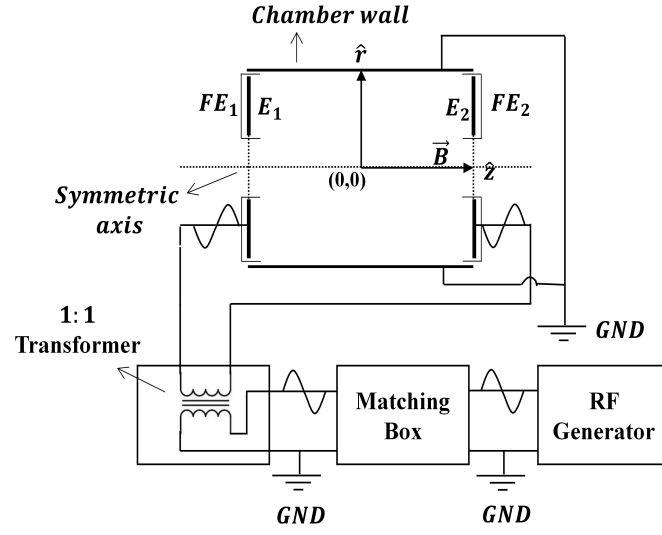 Chamber wall
r̂
FE₁ E₁ E₂ FE₂
B⃗
(0,0) ẑ
Symmetric
axis
1:1
Transformer
GND
Matching
Box
RF
Generator
GND
GND